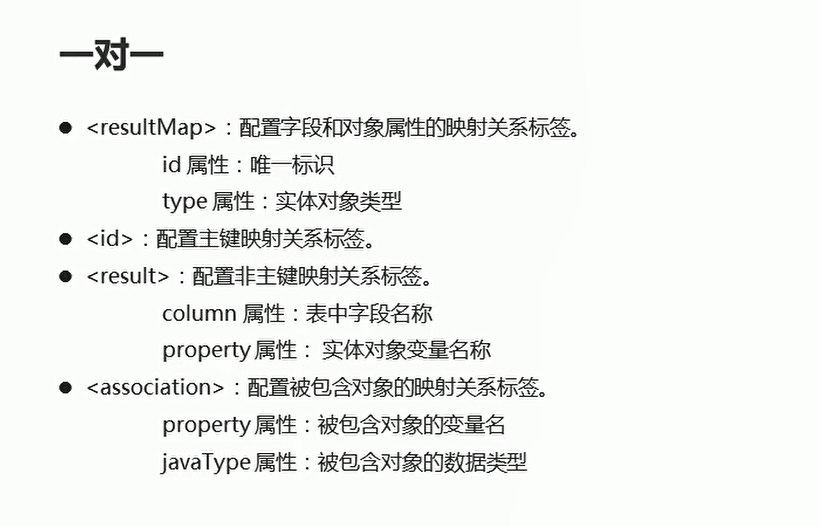 一对一
● <resultMap>：配置字段和对象属性的映射关系标签。
id 属性：唯一标识
type 属性：实体对象类型
● <id>：配置主键映射关系标签。
● <result>：配置非主键映射关系标签。
column 属性：表中字段名称
property 属性： 实体对象变量名称
● <association>：配置被包含对象的映射关系标签。
property 属性：被包含对象的变量名
javaType 属性：被包含对象的数据类型